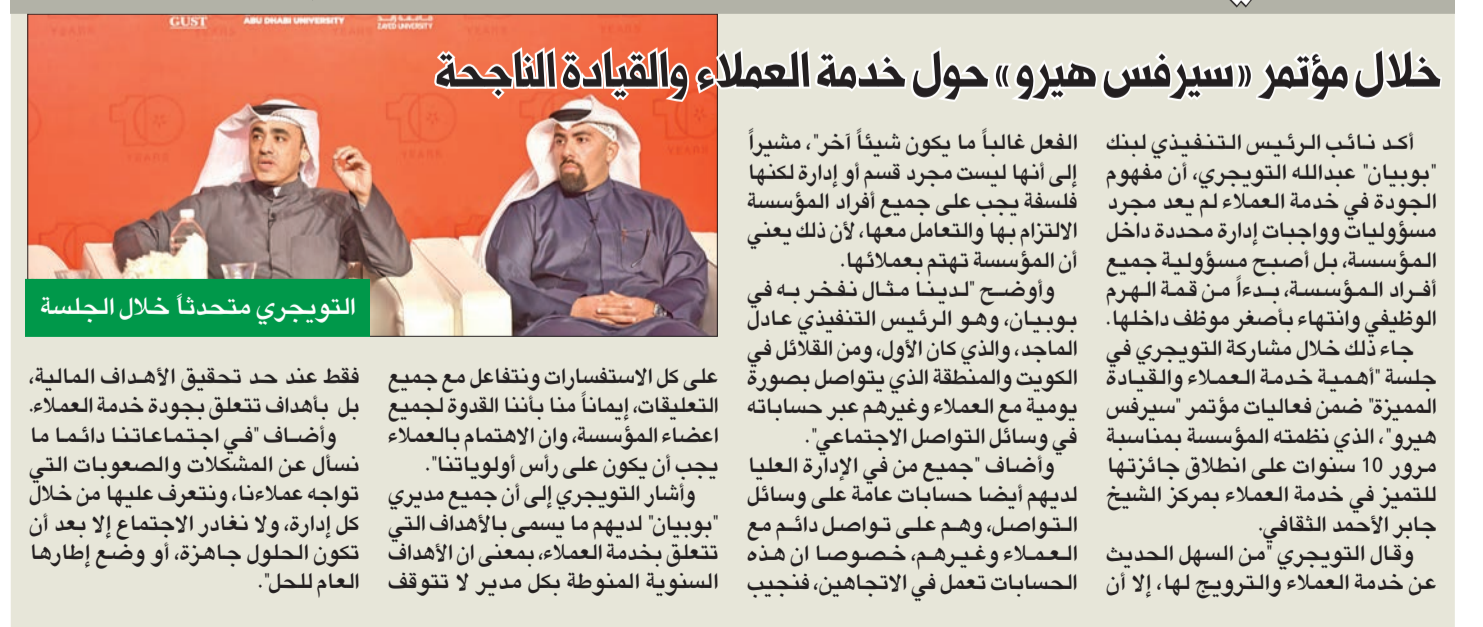 GUST
ABU DHABI UNIVERSITY
ZAYED UNIVERSITY
خلال مؤتمر «سيرفس هيرو» حول خدمة العملاء والقيادة الناجحة
أكد نائب الرئيس التنفيذي لبنك
"بوبيان" عبدالله التويجري، أن مفهوم
الجودة في خدمة العملاء لم يعد مجرد
مسؤوليات وواجبات إدارة محددة داخل
المؤسسة، بل أصبح مسؤولية جميع
أفراد المؤسسة، بدءاً من قمة الهرم
الوظيفي وانتهاء بأصغر موظف داخلها.
جاء ذلك خلال مشاركة التويجري في
جلسة "أهمية خدمة العملاء والقيادة
المميزة" ضمن فعاليات مؤتمر "سيرفس
هيرو"، الذي نظمته المؤسسة بمناسبة
مرور 10 سنوات على انطلاق جائزتها
للتميز في خدمة العملاء بمركز الشيخ
جابر الأحمد الثقافي.
وقال التويجري "من السهل الحديث
عن خدمة العملاء والترويج لها، إلا أن
الفعل غالباً ما يكون شيئاً آخر"، مشيراً
إلى أنها ليست مجرد قسم أو إدارة لكنها
فلسفة يجب على جميع أفراد المؤسسة
الالتزام بها والتعامل معها، لأن ذلك يعني
أن المؤسسة تهتم بعملائها.
وأوضح "لدينا مثال نفخر به في
بوبيان، وهو الرئيس التنفيذي عادل
الماجد، والذي كان الأول، ومن القلائل في
الكويت والمنطقة الذي يتواصل بصورة
يومية مع العملاء وغيرهم عبر حساباته
في وسائل التواصل الاجتماعي".
وأضاف "جميع من في الإدارة العليا
لديهم أيضا حسابات عامة على وسائل
التواصل، وهم على تواصل دائم مع
العملاء وغيرهم، خصوصا ان هذه
الحسابات تعمل في الاتجاهين، فنجيب
على كل الاستفسارات ونتفاعل مع جميع
التعليقات، إيماناً منا بأننا القدوة لجميع
اعضاء المؤسسة، وان الاهتمام بالعملاء
يجب أن يكون على رأس أولوياتنا".
وأشار التويجري إلى أن جميع مديري
"بوبيان" لديهم ما يسمى بالأهداف التي
تتعلق بخدمة العملاء، بمعنى ان الأهداف
السنوية المنوطة بكل مدير لا تتوقف
فقط عند حد تحقيق الأهداف المالية،
بل بأهداف تتعلق بجودة خدمة العملاء.
وأضاف "في اجتماعاتنا دائما ما
نسأل عن المشكلات والصعوبات التي
تواجه عملاءنا، ونتعرف عليها من خلال
كل إدارة، ولا نغادر الاجتماع إلا بعد أن
تكون الحلول جاهزة، أو وضع إطارها
العام للحل".
التويجري متحدثاً خلال الجلسة